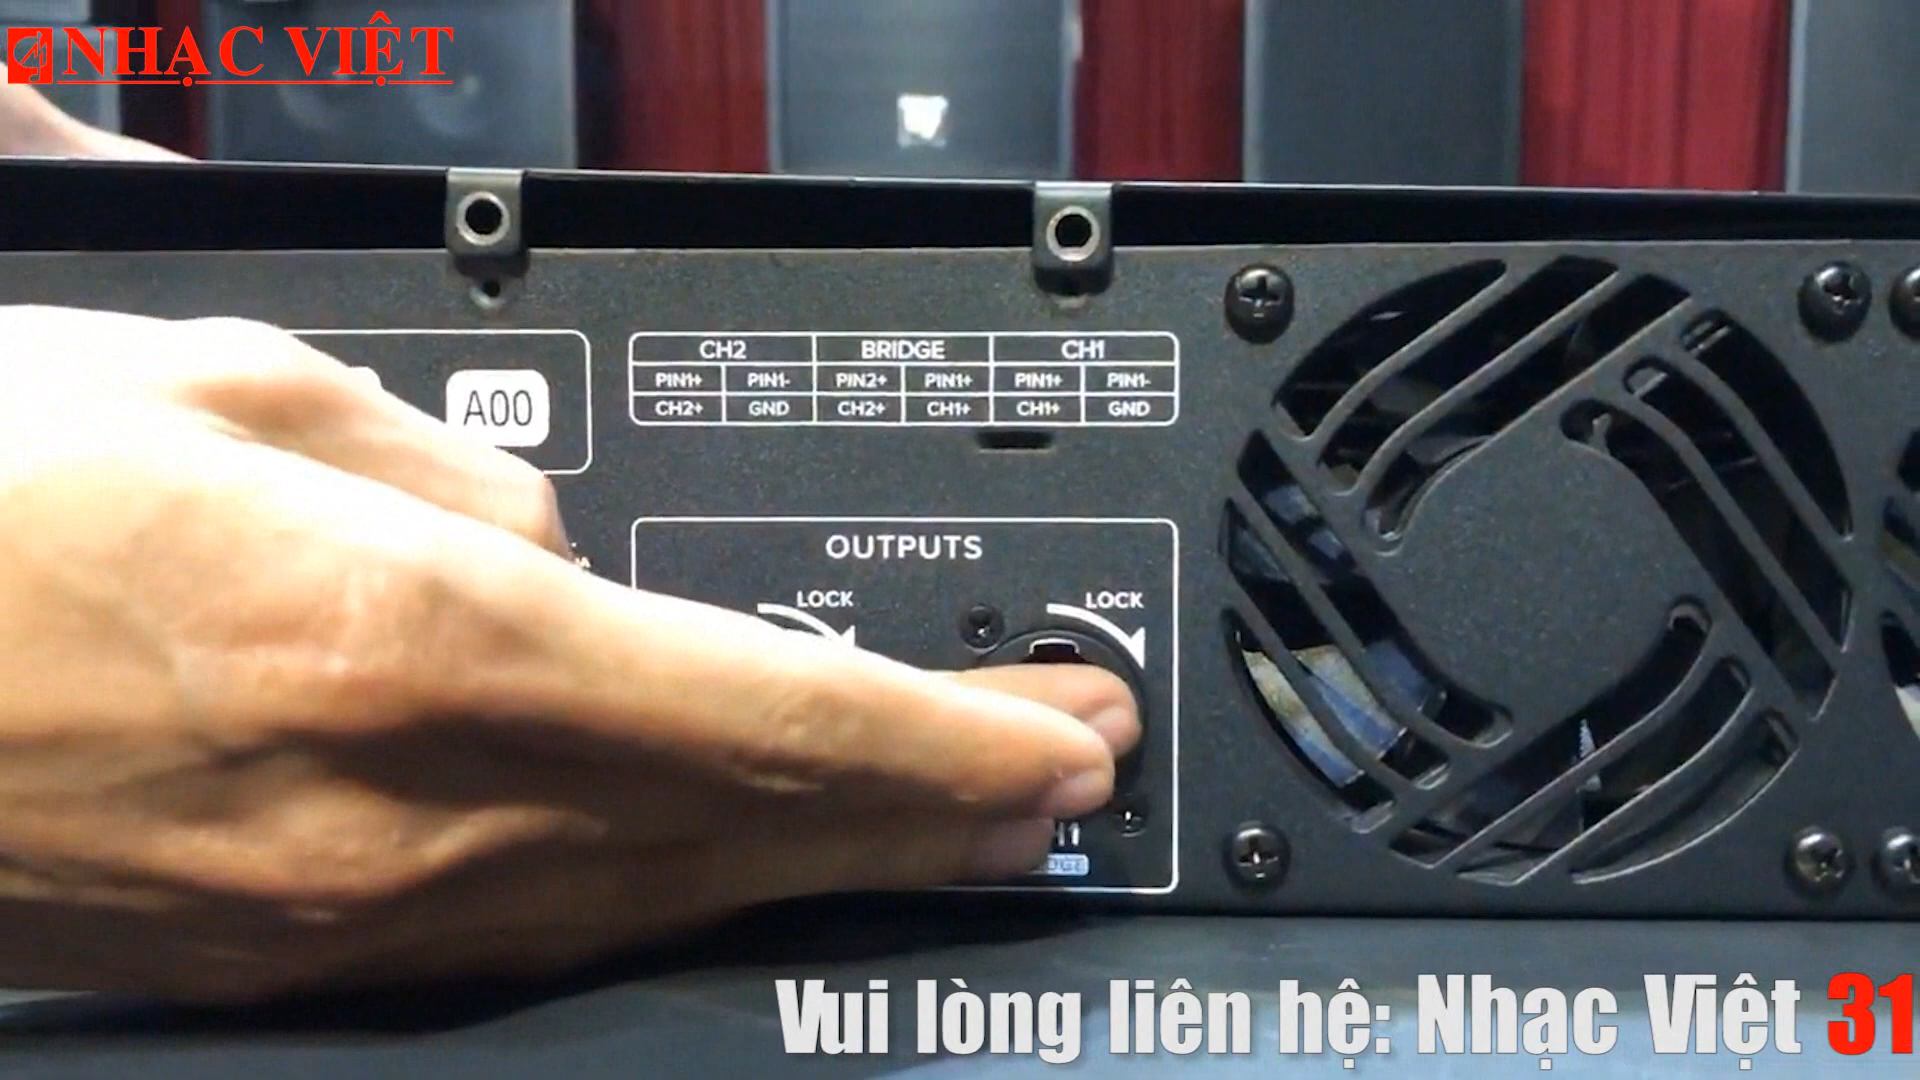 NHẠC VIỆT
CH2 BRIDGE CH1
PIN1+ PIN1- PIN2+ PIN1+ PIN1+ PIN1-
CH2+ GND CH2+ CH1+ CH1+ GND
A00
OUTPUTS
LOCK LOCK
Vui lòng liên hệ: Nhạc Việt 31